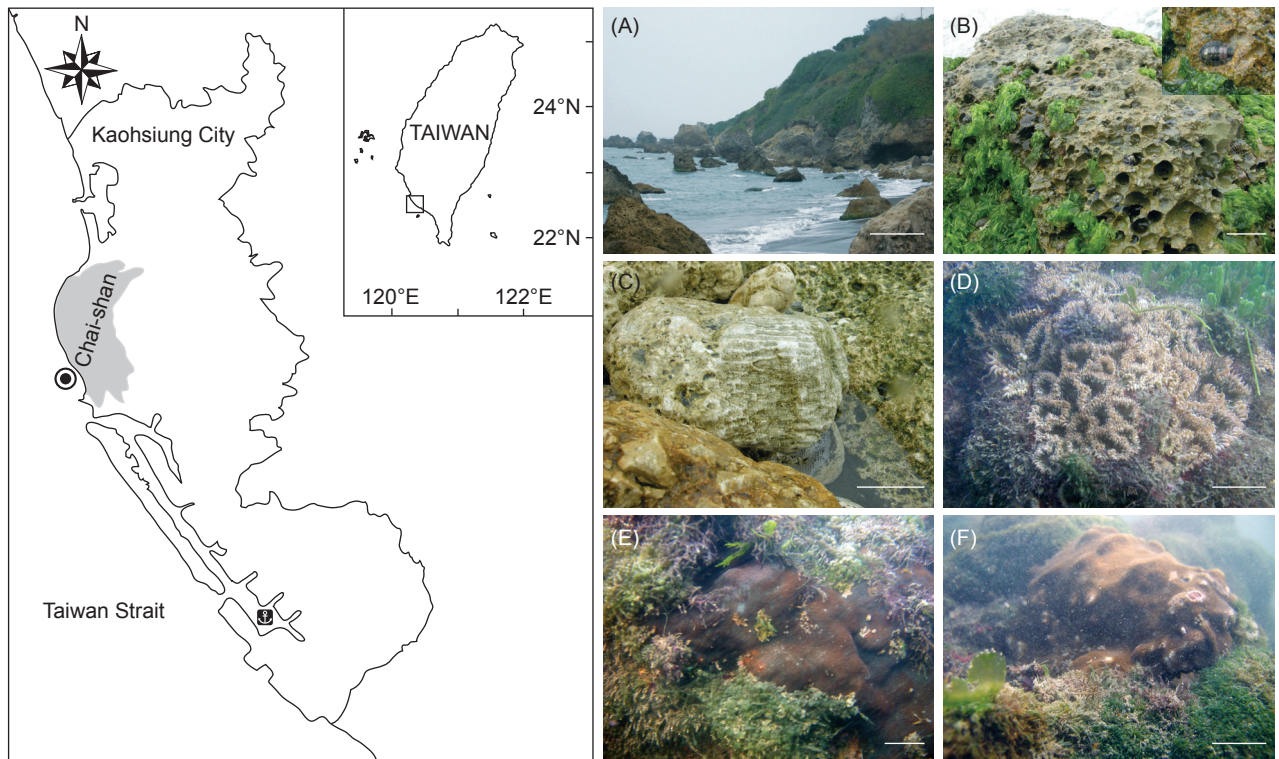 N
Kaohsiung City
TAIWAN
24°N
22°N
120°E
122°E
Chai-shan
Taiwan Strait
(A)
(B)
(C)
(D)
(E)
(F)